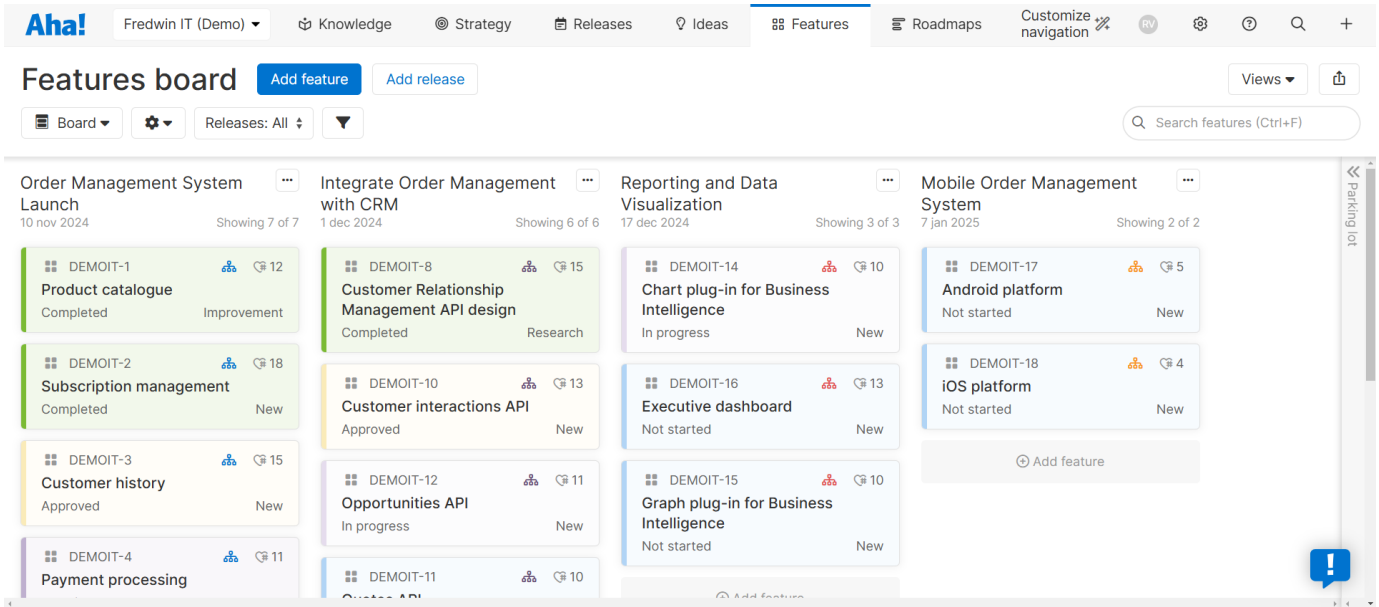 Aha!
Fredwin IT (Demo)
Knowledge
Strategy
Releases
Ideas
Features
Roadmaps
Customize
navigation
RV
Features board
Add feature
Add release
Views
Board
Releases: All
Search features (Ctrl+F)
Order Management System
Launch
10 nov 2024
Showing 7 of 7
DEMOIT-1
12
Product catalogue
Completed
Improvement
DEMOIT-2
18
Subscription management
Completed
New
DEMOIT-3
15
Customer history
Approved
New
DEMOIT-4
11
Payment processing
Integrate Order Management
with CRM
1 dec 2024
Showing 6 of 6
DEMOIT-8
15
Customer Relationship
Management API design
Completed
Research
DEMOIT-10
13
Customer interactions API
Approved
New
DEMOIT-12
11
Opportunities API
In progress
New
DEMOIT-11
10
Quotes API
Reporting and Data
Visualization
17 dec 2024
Showing 3 of 3
DEMOIT-14
10
Chart plug-in for Business
Intelligence
In progress
New
DEMOIT-16
13
Executive dashboard
Not started
New
DEMOIT-15
10
Graph plug-in for Business
Intelligence
Not started
New
Add feature
Mobile Order Management
System
7 jan 2025
Showing 2 of 2
DEMOIT-17
5
Android platform
Not started
New
DEMOIT-18
4
iOS platform
Not started
New
Add feature
Parking lot